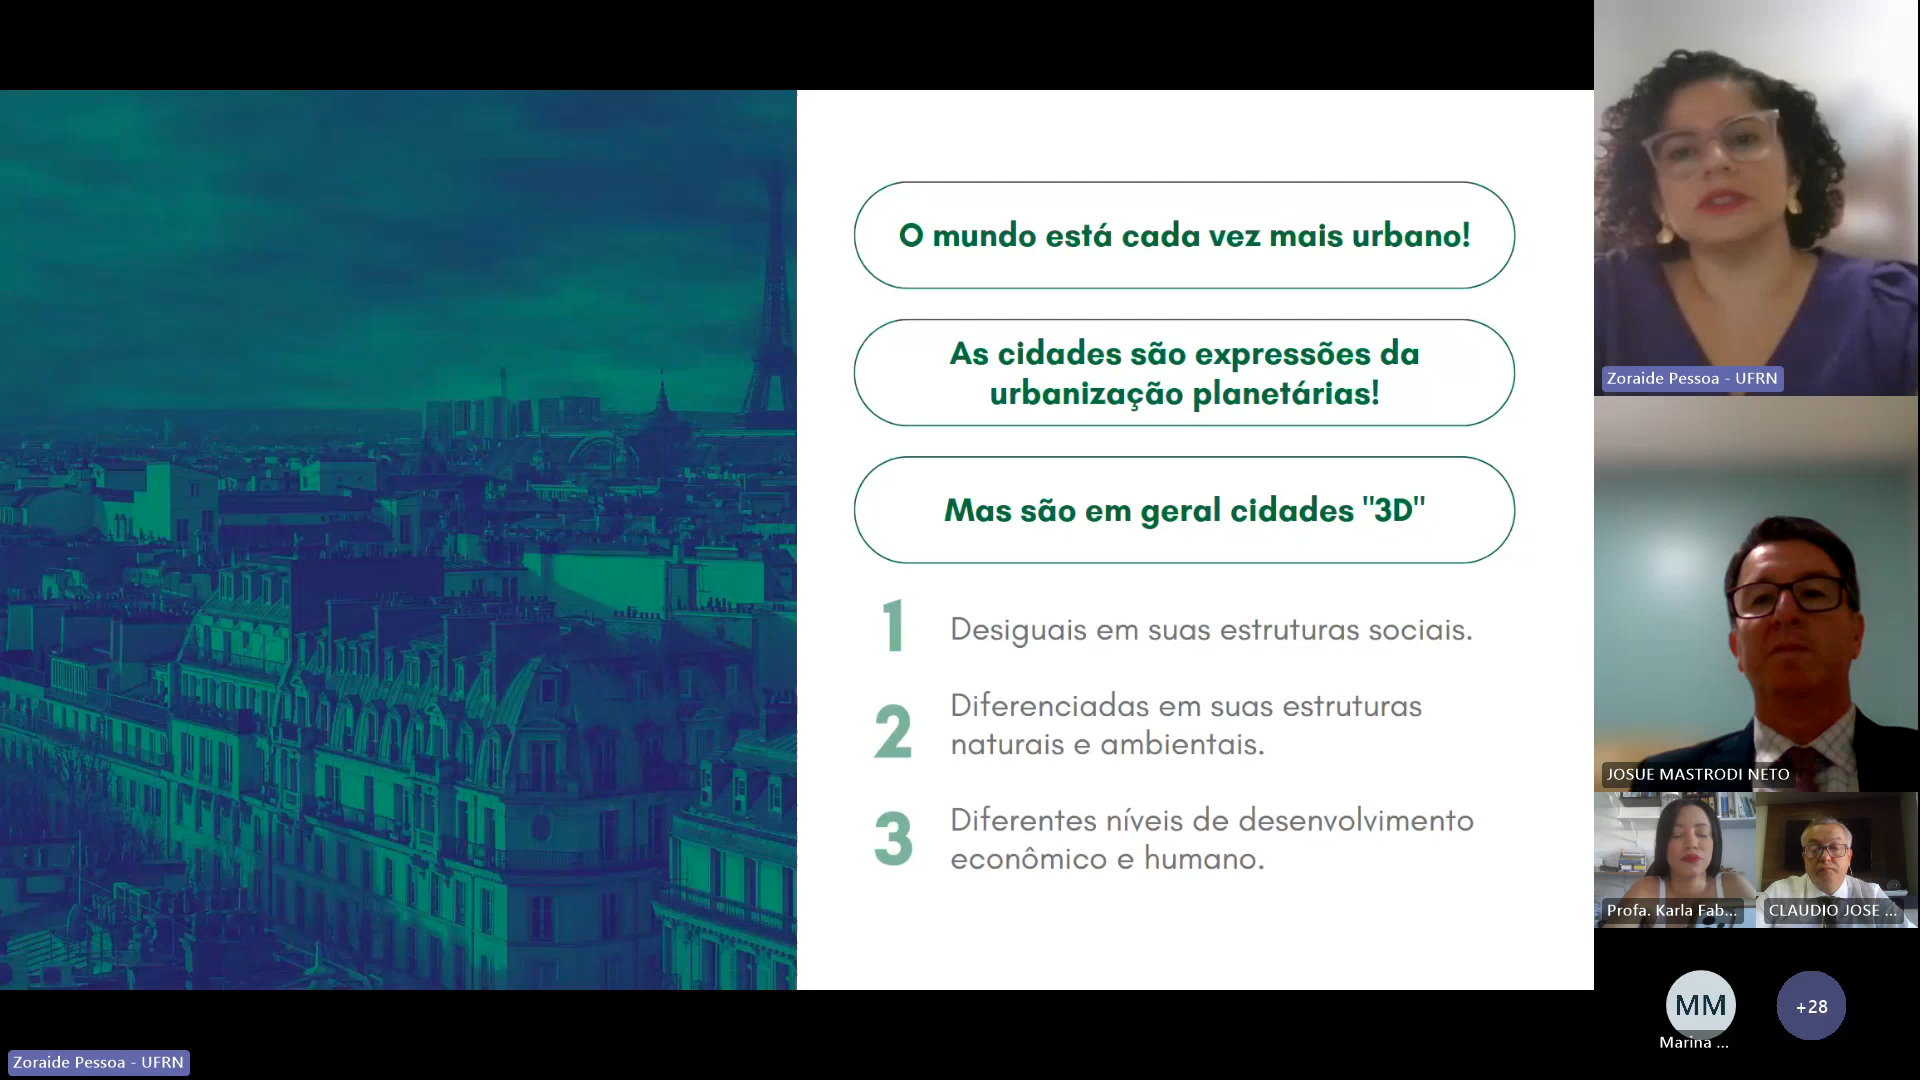 O mundo está cada vez mais urbano!
As cidades são expressões da
urbanização planetárias!
Mas são em geral cidades "3D"
1 Desiguais em suas estruturas sociais.
2 Diferenciadas em suas estruturas
naturais e ambientais.
3 Diferentes níveis de desenvolvimento
econômico e humano.
Zoraide Pessoa - UFRN
JOSUE MASTRODI NETO
Profa. Karla Fab...
CLAUDIO JOSE ...
MM
Marina ...
+28
Zoraide Pessoa - UFRN